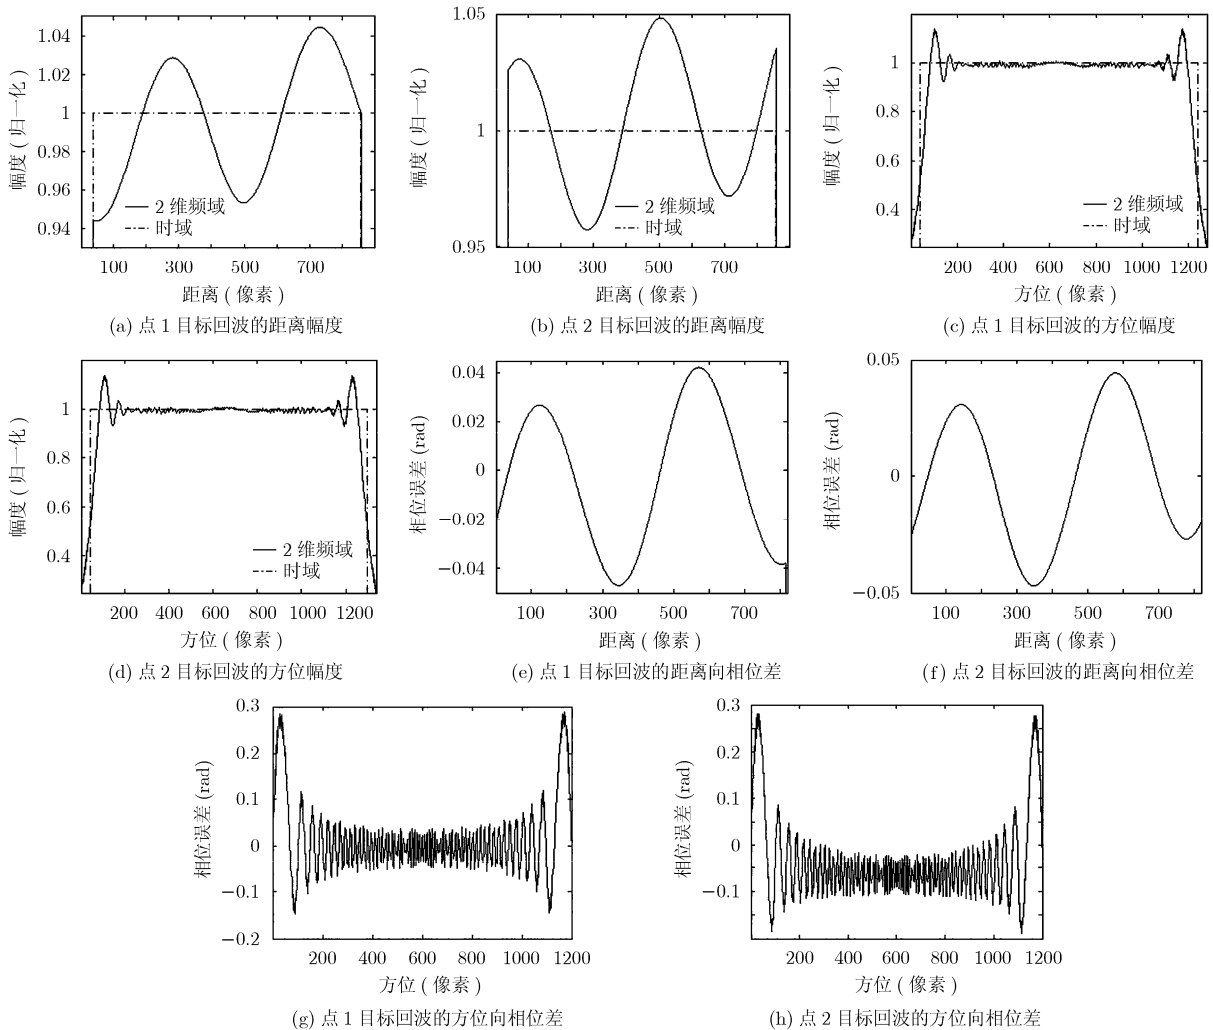 1.04
1.02
1
0.98
0.96
0.94
幅度 ( 归一化 )
2 维频域
时域
100 300 500 700
距离 ( 像素 )
(a) 点 1 目标回波的距离幅度
1.05
1
0.95
幅度 ( 归一化 )
2 维频域
时域
100 300 500 700
距离 ( 像素 )
(b) 点 2 目标回波的距离幅度
1
0.8
0.6
0.4
幅度 ( 归一化 )
2 维频域
时域
200 400 600 800 1000 1200
方位 ( 像素 )
(c) 点 1 目标回波的方位幅度
1
0.8
0.6
0.4
幅度 ( 归一化 )
2 维频域
时域
200 400 600 800 1000 1200
方位 ( 像素 )
(d) 点 2 目标回波的方位幅度
0.04
0.02
0
−0.02
−0.04
相位误差 (rad)
100 300 500 700
距离 ( 像素 )
(e) 点 1 目标回波的距离向相位差
0.05
0
−0.05
相位误差 (rad)
100 300 500 700
距离 ( 像素 )
(f) 点 2 目标回波的距离向相位差
0.3
0.2
0.1
0
−0.1
−0.2
相位误差 (rad)
200 400 600 800 1000 1200
方位 ( 像素 )
(g) 点 1 目标回波的方位向相位差
0.3
0.2
0.1
0
−0.1
相位误差 (rad)
200 400 600 800 1000 1200
方位 ( 像素 )
(h) 点 2 目标回波的方位向相位差